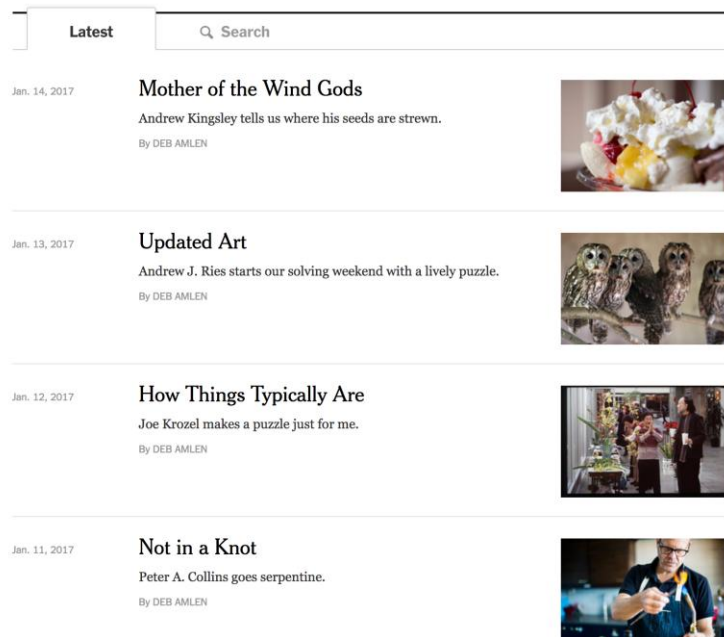 Latest
Search
Jan. 14, 2017
Mother of the Wind Gods
Andrew Kingsley tells us where his seeds are strewn.
By DEB AMLEN
Jan. 13, 2017
Updated Art
Andrew J. Ries starts our solving weekend with a lively puzzle.
By DEB AMLEN
Jan. 12, 2017
How Things Typically Are
Joe Krozel makes a puzzle just for me.
By DEB AMLEN
Jan. 11, 2017
Not in a Knot
Peter A. Collins goes serpentine.
By DEB AMLEN